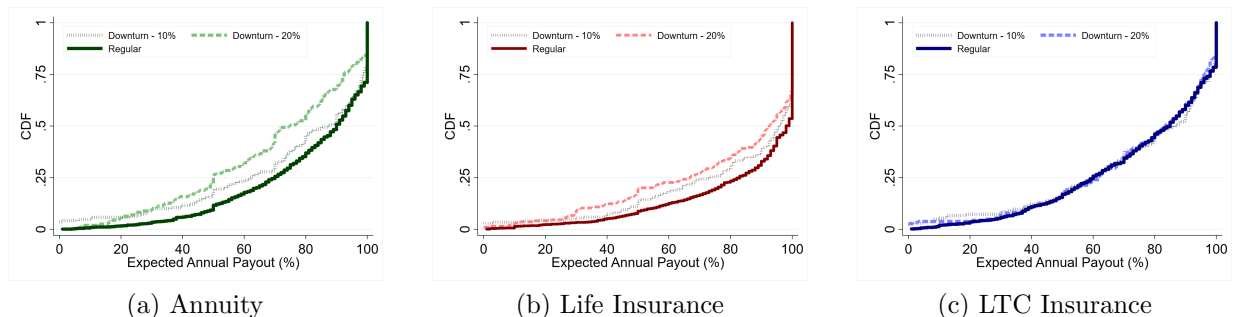 Downturn - 10% Downturn - 20%
Regular
CDF
0 .25 .5 .75 1
0 20 40 60 80 100
Expected Annual Payout (%)
(a) Annuity
Downturn - 10% Downturn - 20%
Regular
CDF
0 .25 .5 .75 1
0 20 40 60 80 100
Expected Annual Payout (%)
(b) Life Insurance
Downturn - 10% Downturn - 20%
Regular
CDF
0 .25 .5 .75 1
0 20 40 60 80 100
Expected Annual Payout (%)
(c) LTC Insurance